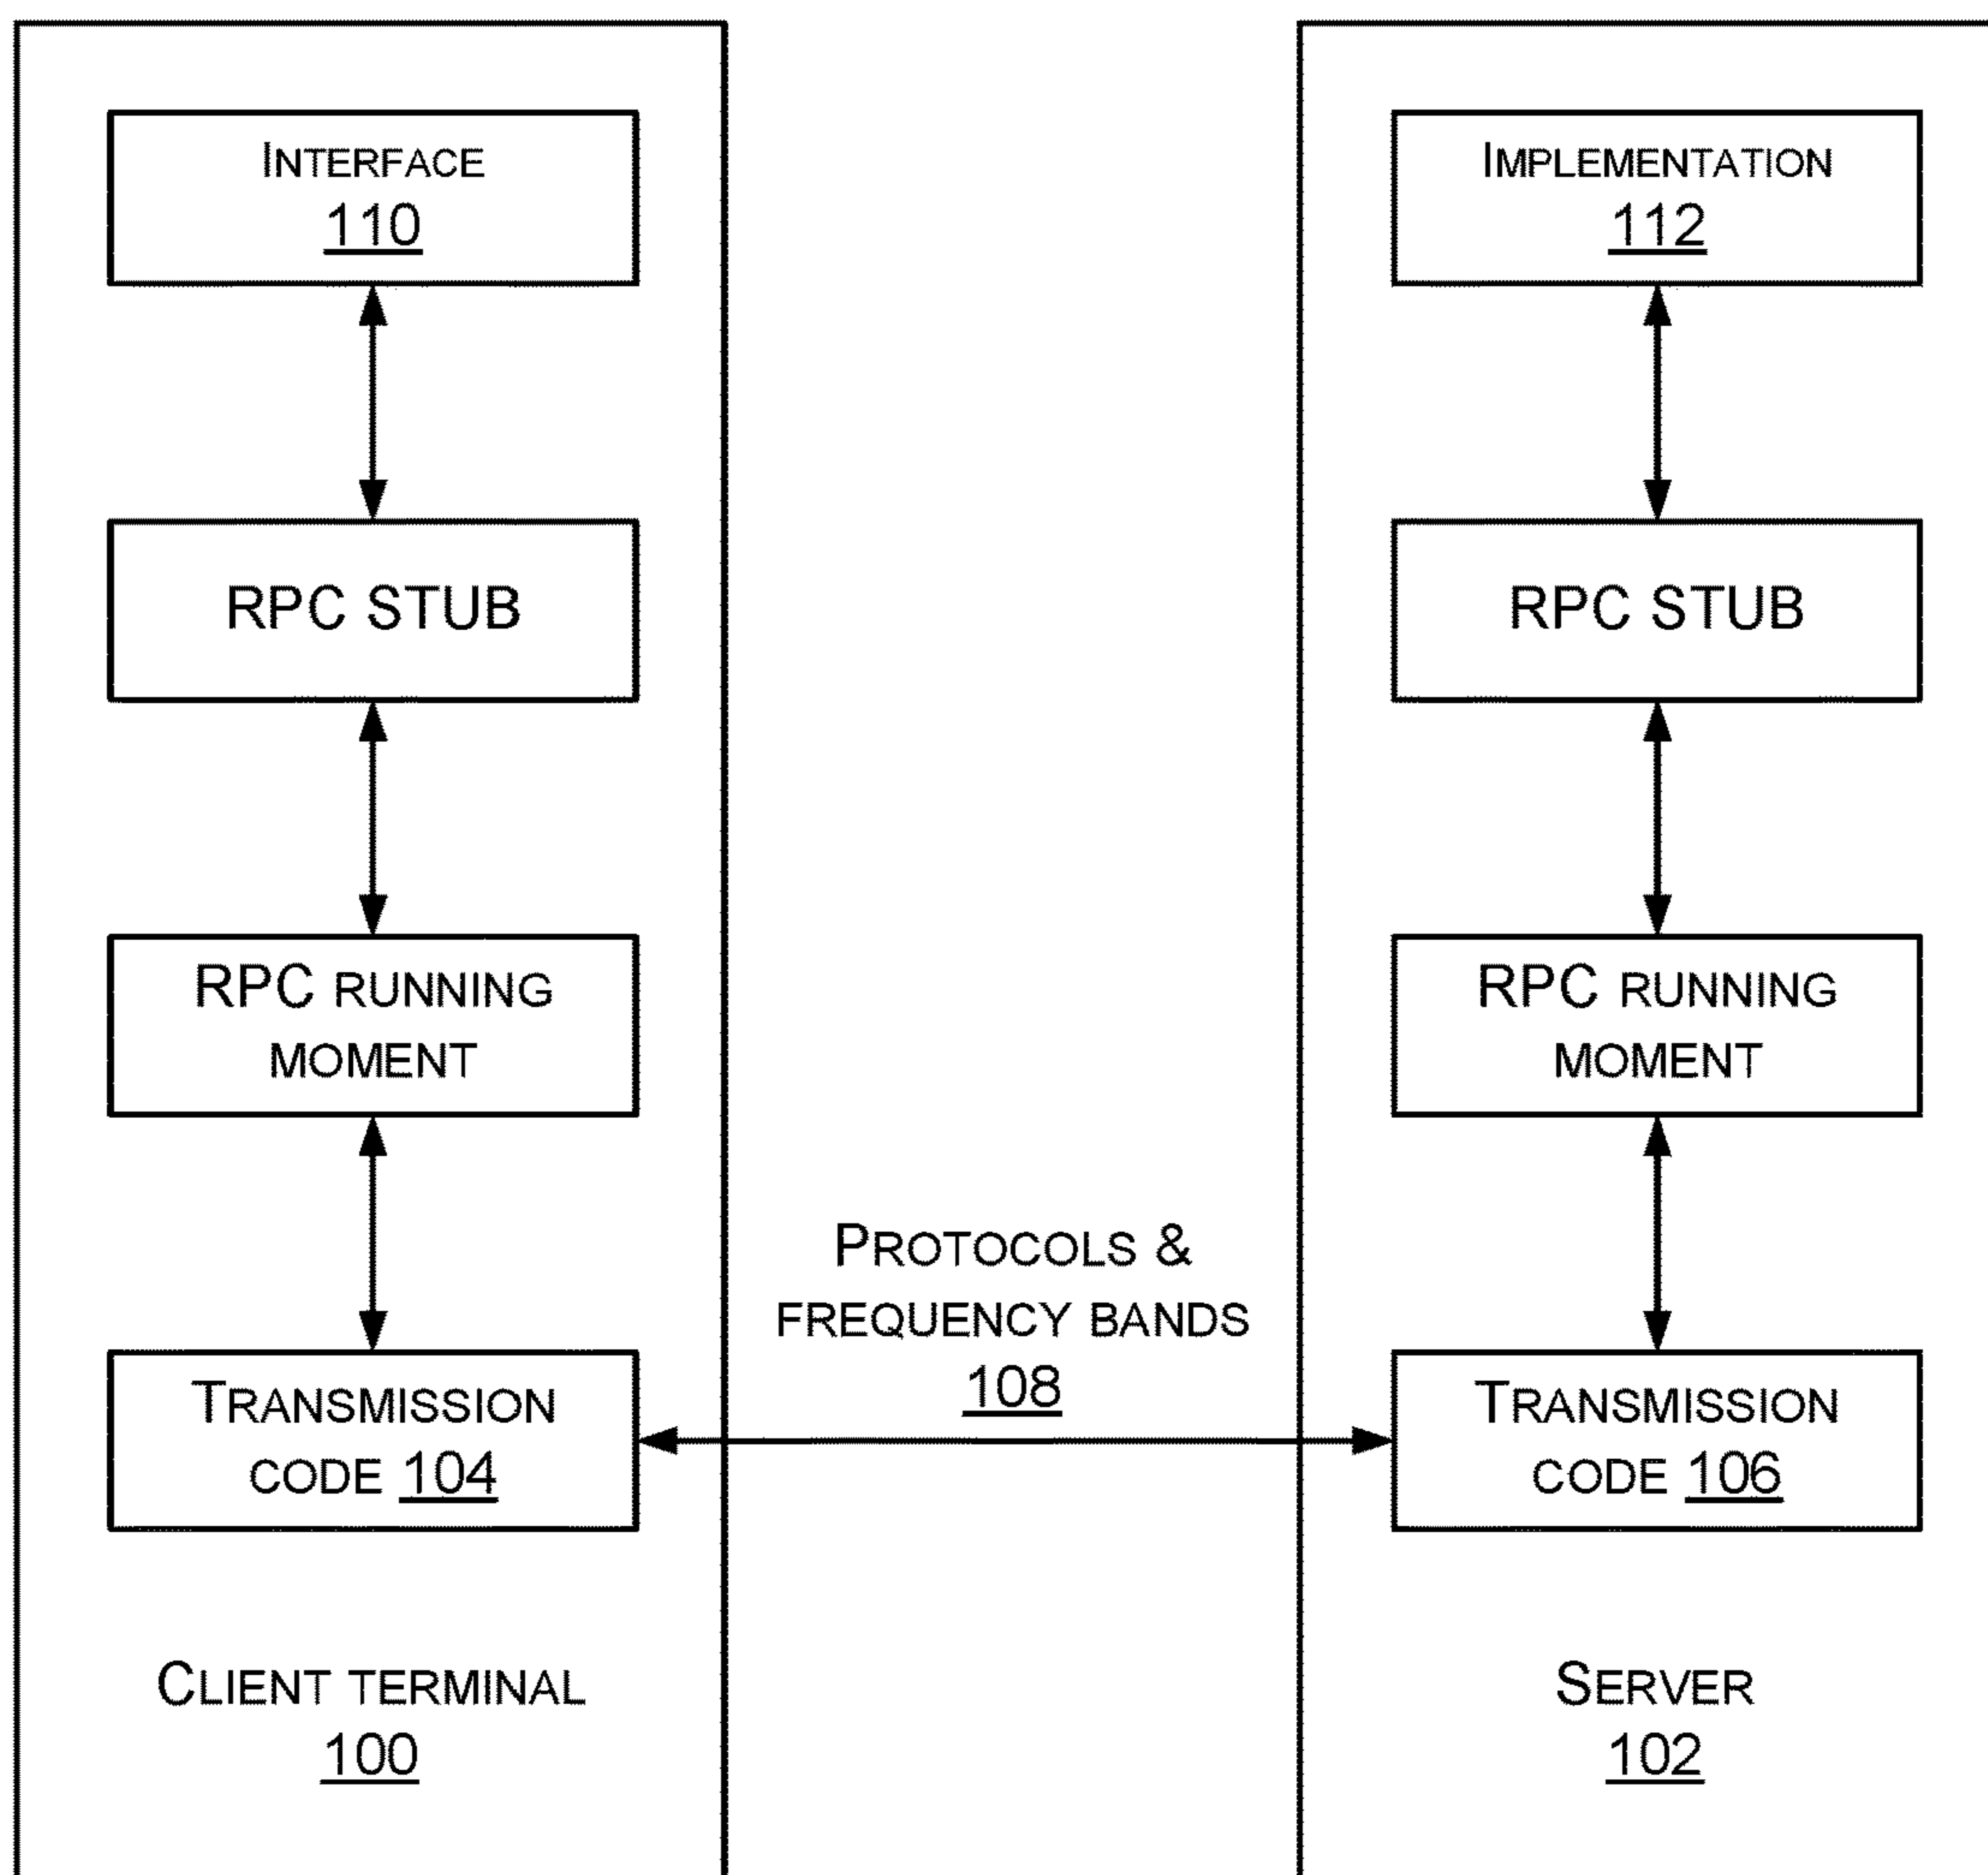 INTERFACE
110
RPC STUB
RPC RUNNING
MOMENT
TRANSMISSION
CODE 104
CLIENT TERMINAL
100
PROTOCOLS &
FREQUENCY BANDS
108
IMPLEMENTATION
112
RPC STUB
RPC RUNNING
MOMENT
TRANSMISSION
CODE 106
SERVER
102